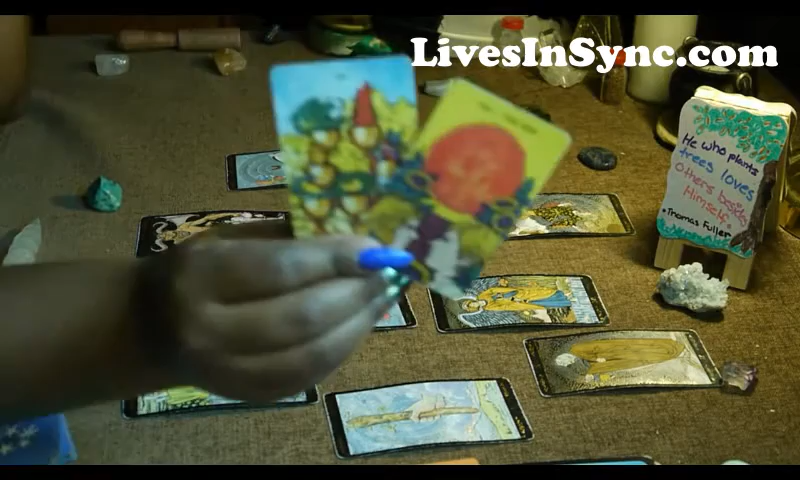 LivesInSync.com
He who plants
trees loves
Others besides
Himself"
-Thomas Fuller